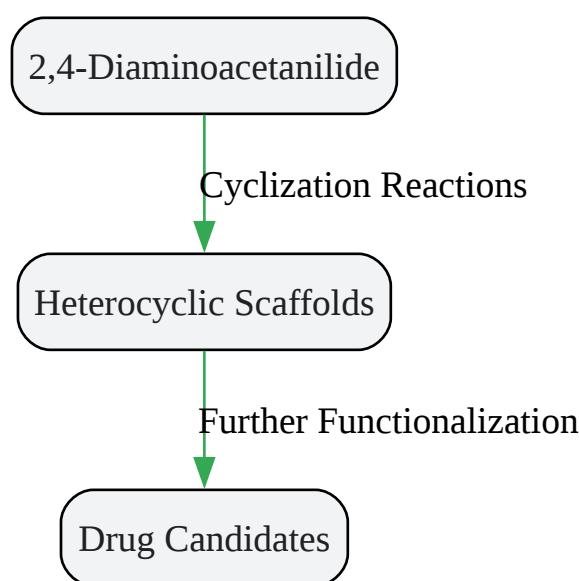 2,4-Diaminoacetanilide
Cyclization Reactions
Heterocyclic Scaffolds
Further Functionalization
Drug Candidates